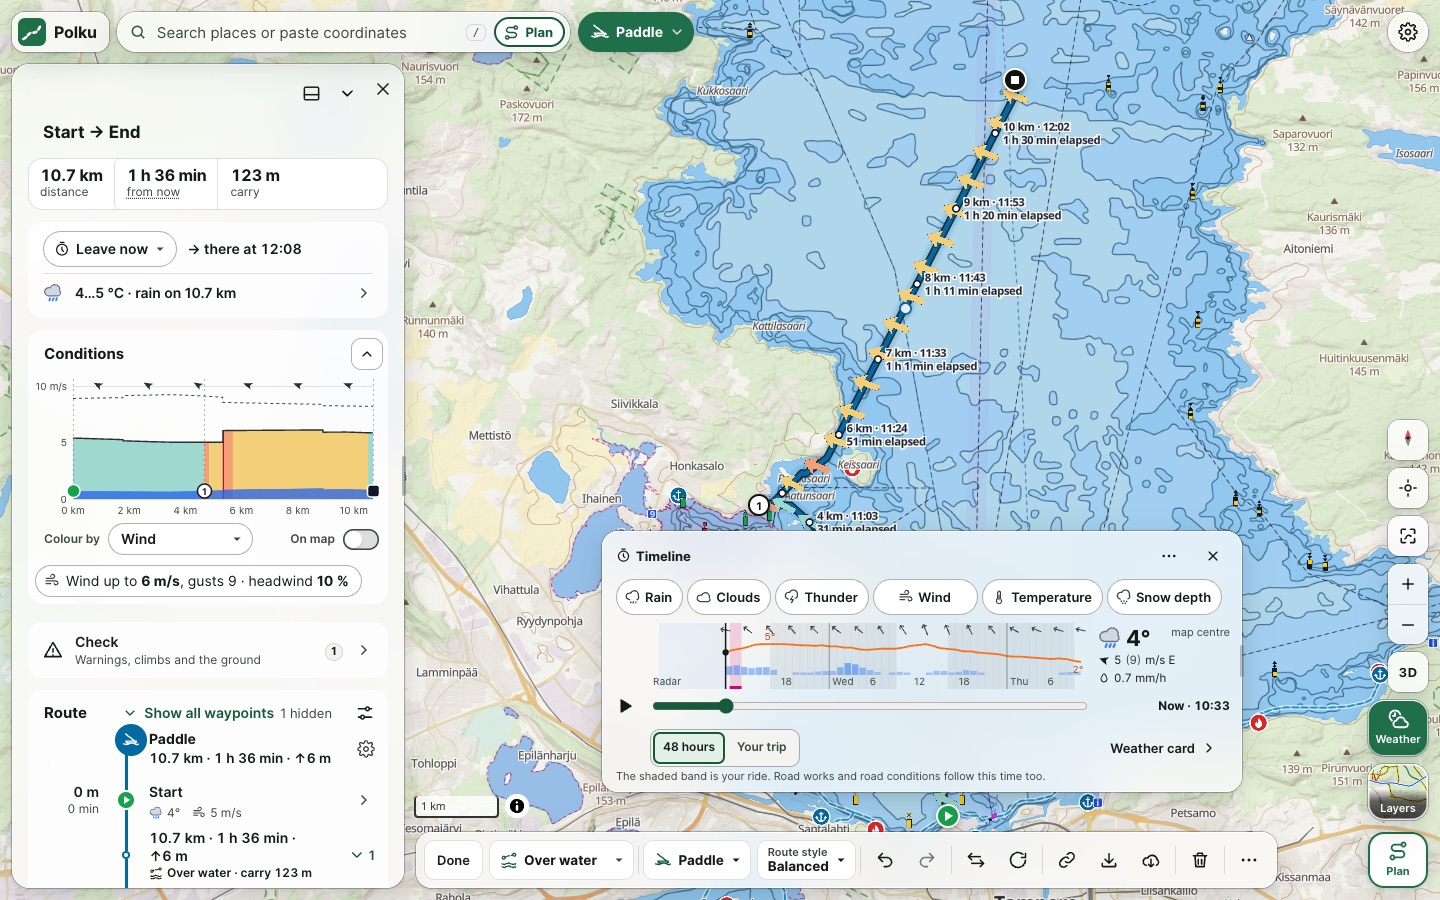 Polku
Search places or paste coordinates
/
Plan
Paddle
Start → End
10.7 km
distance
1 h 36 min
from now
123 m
carry
Leave now
→ there at 12:08
4...5 °C · rain on 10.7 km
Conditions
10 m/s
5
0
1
0 km
2 km
4 km
6 km
8 km
10 km
Colour by
Wind
On map
Wind up to 6 m/s, gusts 9 · headwind 10 %
Check
Warnings, climbs and the ground
1
Route
Show all waypoints
1 hidden
Paddle
10.7 km · 1 h 36 min · ↑6 m
0 m
0 min
Start
4°
5 m/s
10.7 km · 1 h 36 min ·
↑6 m
1
Over water · carry 123 m
Naurisvuori
154 m
Paskovuori
172 m
Kukkosaari
Säynävänvuoret
142 m
Saparovuori
132 m
Isosaari
Kaurismäki
136 m
Aitoniemi
Huitinkuusenmäki
145 m
Runnunmäki
140 m
Kattilasaari
Siivikkala
Mettistö
Honkasalo
Ihainen
Keissaari
Vihattula
Ryydynpohja
Lamminpää
Tohloppi
Epilänharju
Epilä
Santalahti
Petsamo
Rahola
139 m
151 m
153 m
10 km · 12:02
1 h 30 min elapsed
9 km · 11:53
1 h 20 min elapsed
8 km · 11:43
1 h 11 min elapsed
7 km · 11:33
1 h 1 min elapsed
6 km · 11:24
51 min elapsed
1
4 km · 11:03
31 min elapsed
Timeline
Rain
Clouds
Thunder
Wind
Temperature
Snow depth
5°
2°
Radar
18
Wed
6
12
18
Thu
6
4°
map centre
5 (9) m/s E
0.7 mm/h
Now · 10:33
48 hours
Your trip
Weather card
The shaded band is your ride. Road works and road conditions follow this time too.
1 km
Done
Over water
Paddle
Route style
Balanced
3D
Weather
Layers
Plan